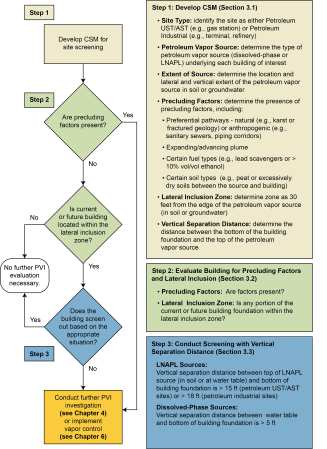 Step 1
Develop CSM for
site screening
Step 2
Are precluding
factors present?
Yes
No
Is current
or future building
located within the
lateral inclusion
zone?
No
Yes
No further PVI
evaluation
necessary.
Does the
building screen
out based on the
appropriate
situation?
Yes
Step 3
No
Conduct further PVI
investigation
(see Chapter 4)
or implement
vapor control
(see Chapter 6)
Step 1: Develop CSM (Section 3.1)
• Site Type: identify the site as either Petroleum
UST/AST (e.g., gas station) or Petroleum
Industrial (e.g., terminal, refinery)
• Petroleum Vapor Source: determine the type of
petroleum vapor source (dissolved-phase or
LNAPL) underlying each building of interest
• Extent of Source: determine the location and
lateral and vertical extent of the petroleum vapor
source in soil or groundwater
• Precluding Factors: determine the presence of
precluding factors, including:
• Preferential pathways - natural (e.g., karst or
fractured geology) or anthropogenic (e.g.,
sanitary sewers, piping corridors)
• Expanding/advancing plume
• Certain fuel types (e.g., lead scavengers or >
10% vol/vol ethanol)
• Certain soil types (e.g., peat or excessively
dry soils between the source and building)
• Lateral Inclusion Zone: determine zone as 30
feet from the edge of the petroleum vapor source
(in soil or groundwater)
• Vertical Separation Distance: determine the
distance between the bottom of the building
foundation and the top of the petroleum
vapor source
Step 2: Evaluate Building for Precluding Factors
and Lateral Inclusion (Section 3.2)
• Precluding Factors: Are factors present?
• Lateral Inclusion Zone: Is any portion of the
current or future building foundation within the
lateral inclusion zone?
Step 3: Conduct Screening with Vertical
Separation Distance (Section 3.3)
LNAPL Sources:
Vertical separation distance between top of LNAPL
source (in soil or at water table) and bottom of
building foundation is > 15 ft (petroleum UST/AST
sites) or > 18 ft (petroleum industrial sites)
Dissolved-Phase Sources:
Vertical separation distance between water table
and bottom of building foundation is > 5 ft